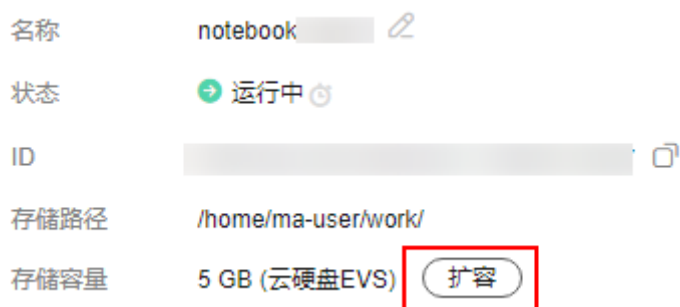 名称 notebook
状态 运行中
ID
存储路径 /home/ma-user/work/
存储容量 5 GB (云硬盘EVS) 扩容